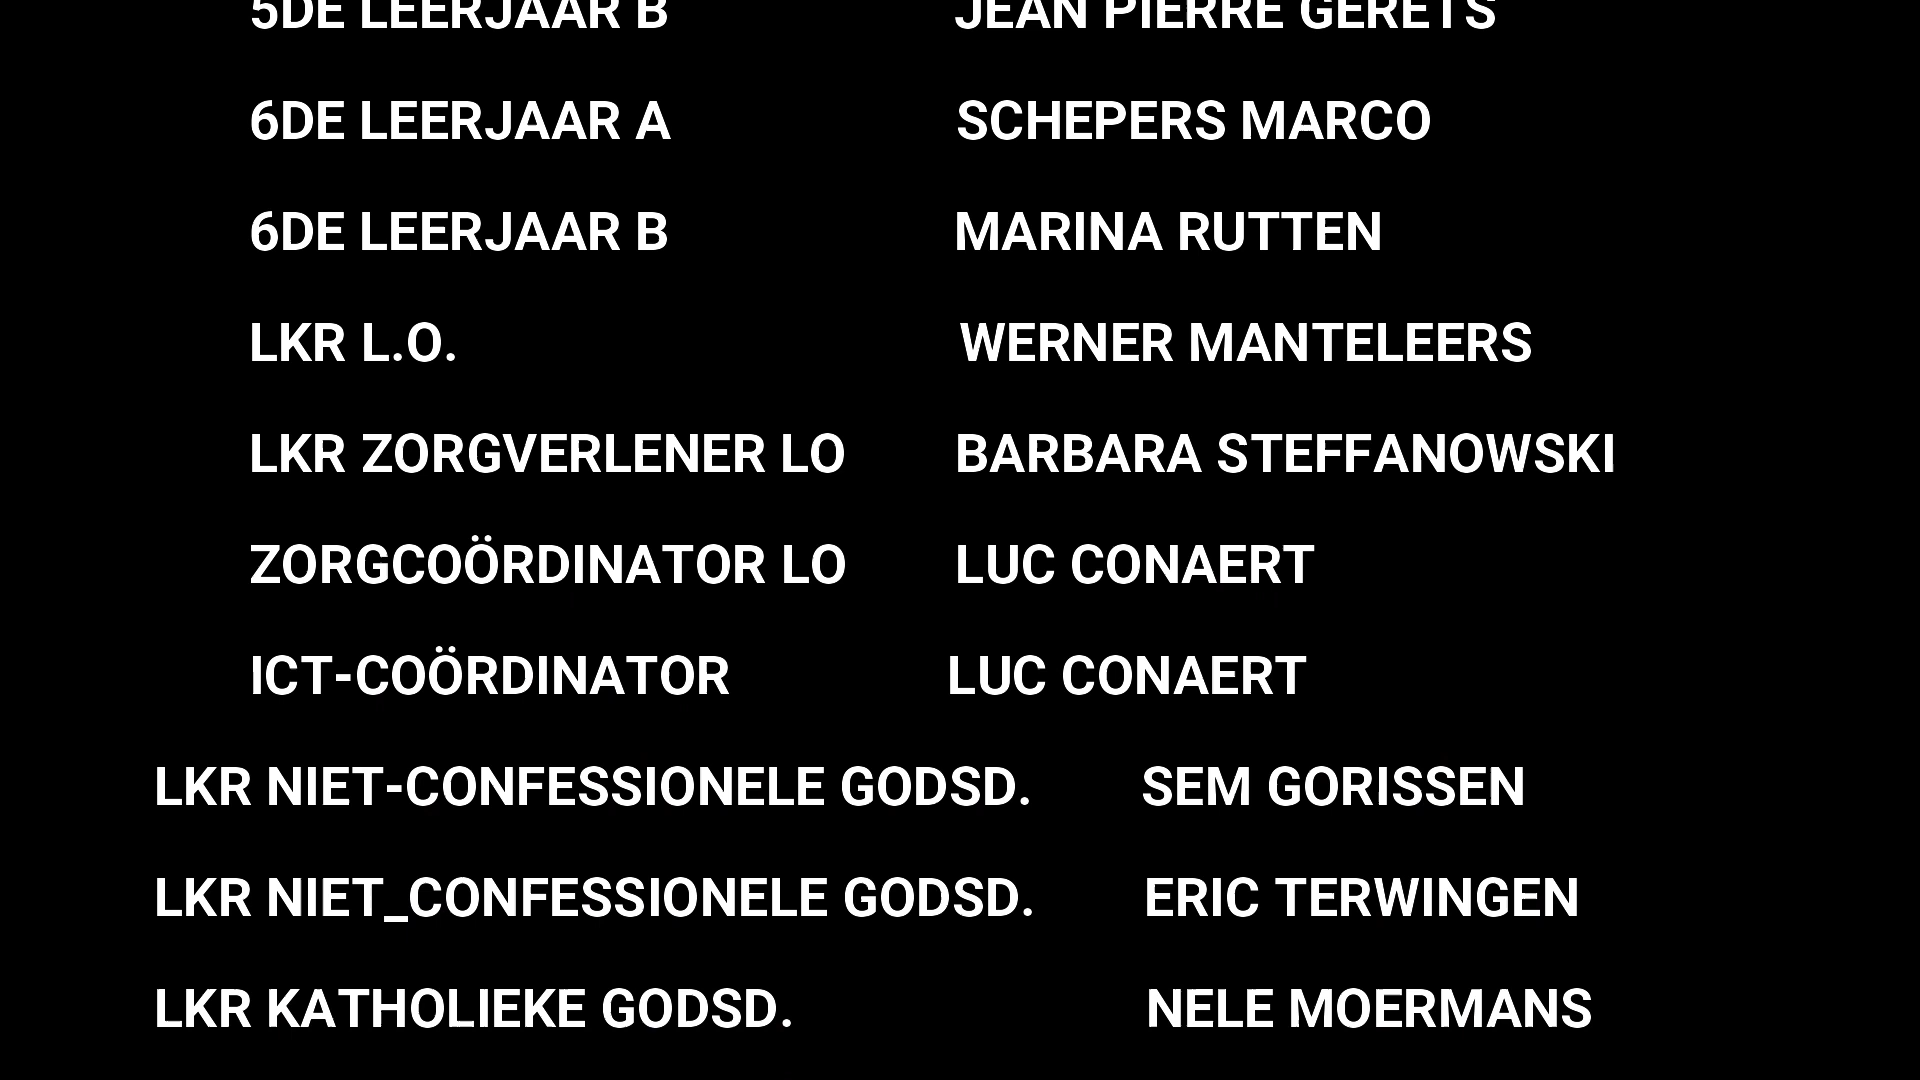 5DE LEERJAAR B JEAN PIERRE GERETS
6DE LEERJAAR A SCHEPERS MARCO
6DE LEERJAAR B MARINA RUTTEN
LKR L.O. WERNER MANTELEERS
LKR ZORGVERLENER LO BARBARA STEFFANOWSKI
ZORGCOÖRDINATOR LO LUC CONAERT
ICT-COÖRDINATOR LUC CONAERT
LKR NIET-CONFESSIONELE GODSD. SEM GORISSEN
LKR NIET_CONFESSIONELE GODSD. ERIC TERWINGEN
LKR KATHOLIEKE GODSD. NELE MOERMANS